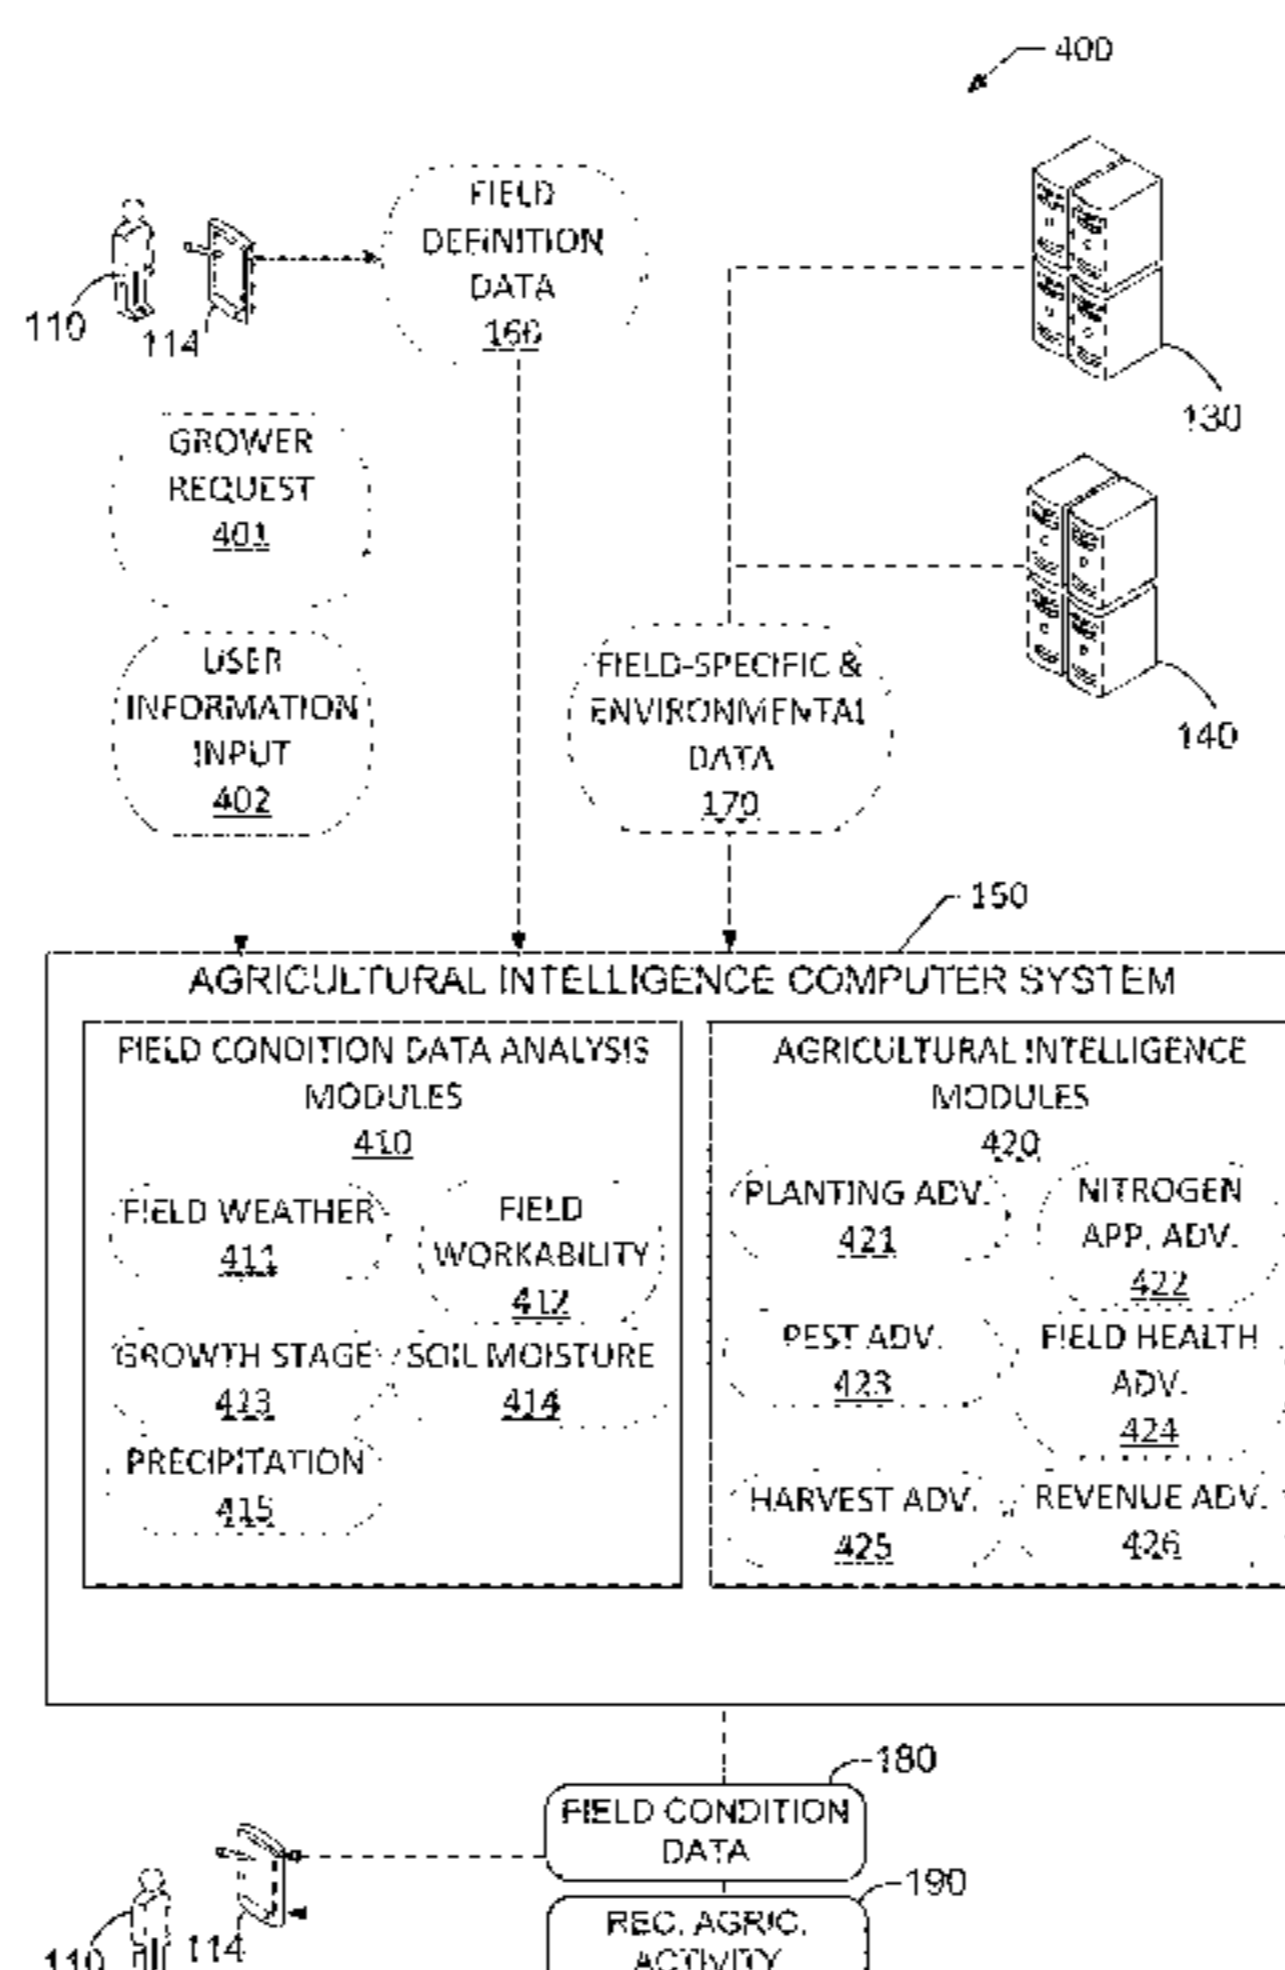 400
FIELD
DEFINITION
DATA
160
110
114
130
GROWER
REQUEST
401
140
USER
INFORMATION
INPUT
402
FIELD-SPECIFIC &
ENVIRONMENTAL
DATA
170
150
AGRICULTURAL INTELLIGENCE COMPUTER SYSTEM
FIELD CONDITION DATA ANALYSIS
MODULES
410
FIELD WEATHER
411
FIELD
WORKABILITY
412
GROWTH STAGE
413
SOIL MOISTURE
414
PRECIPITATION
415
AGRICULTURAL INTELLIGENCE
MODULES
420
PLANTING ADV.
421
NITROGEN
APP. ADV.
422
PEST ADV.
423
FIELD HEALTH
ADV.
424
HARVEST ADV.
425
REVENUE ADV.
426
180
FIELD CONDITION
DATA
190
REC. AGRIC.
ACTIVITY
114
110